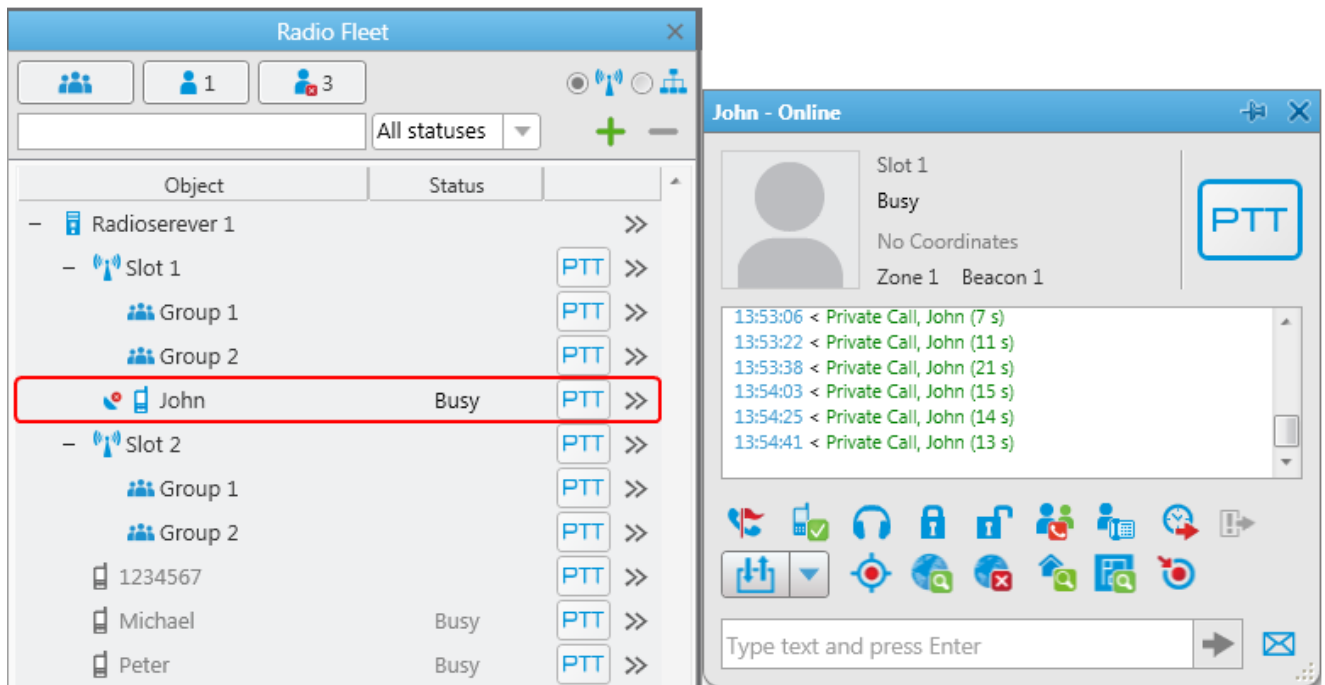 Radio Fleet
1
3
All statuses
Object Status
Radioserever 1
Slot 1 PTT
Group 1 PTT
Group 2 PTT
John Busy PTT
Slot 2 PTT
Group 1 PTT
Group 2 PTT
1234567 PTT
Michael Busy PTT
Peter Busy PTT
John - Online
Slot 1
Busy
No Coordinates
Zone 1 Beacon 1
PTT
13:53:06 < Private Call, John (7 s)
13:53:22 < Private Call, John (11 s)
13:53:38 < Private Call, John (21 s)
13:54:03 < Private Call, John (15 s)
13:54:25 < Private Call, John (14 s)
13:54:41 < Private Call, John (13 s)
Type text and press Enter